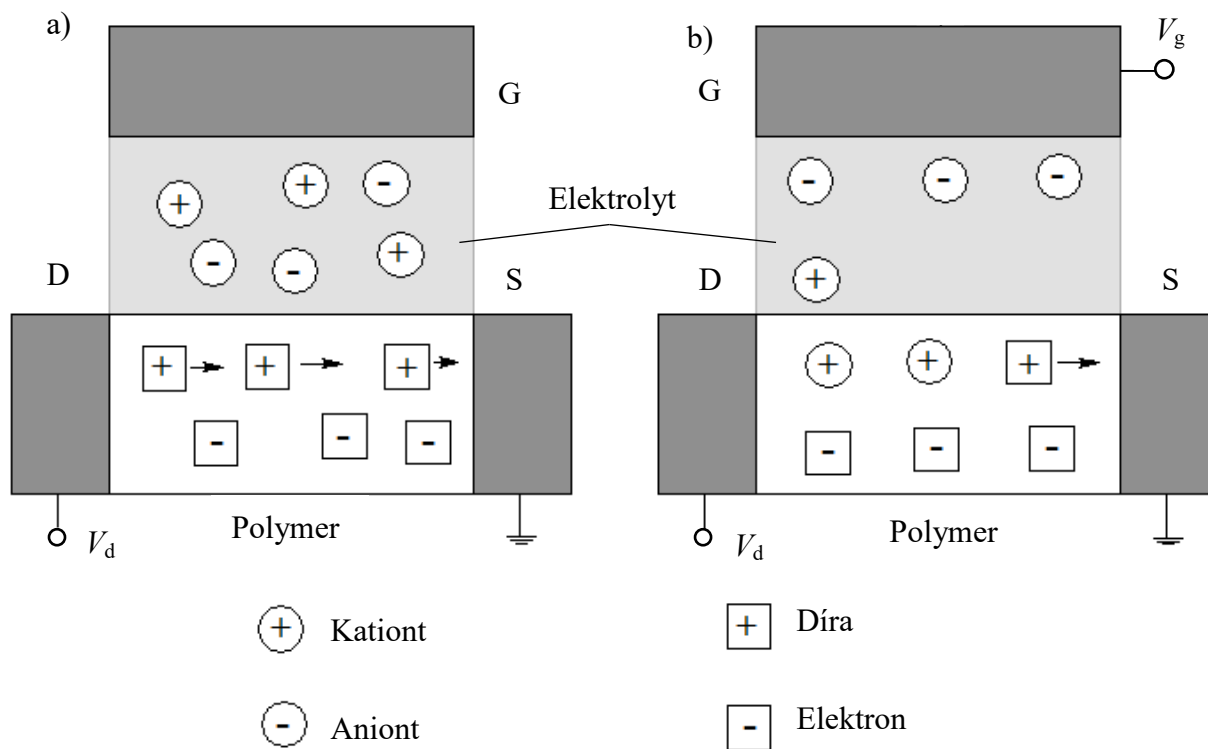 a)
G
D
S
+ + -
- - +
+ + +
- - -
V_d
Polymer
Elektrolyt
b)
V_g
G
D
S
- - -
+
+ + +
- - -
V_d
Polymer
+ Kationt
+ Díra
- Aniont
- Elektron